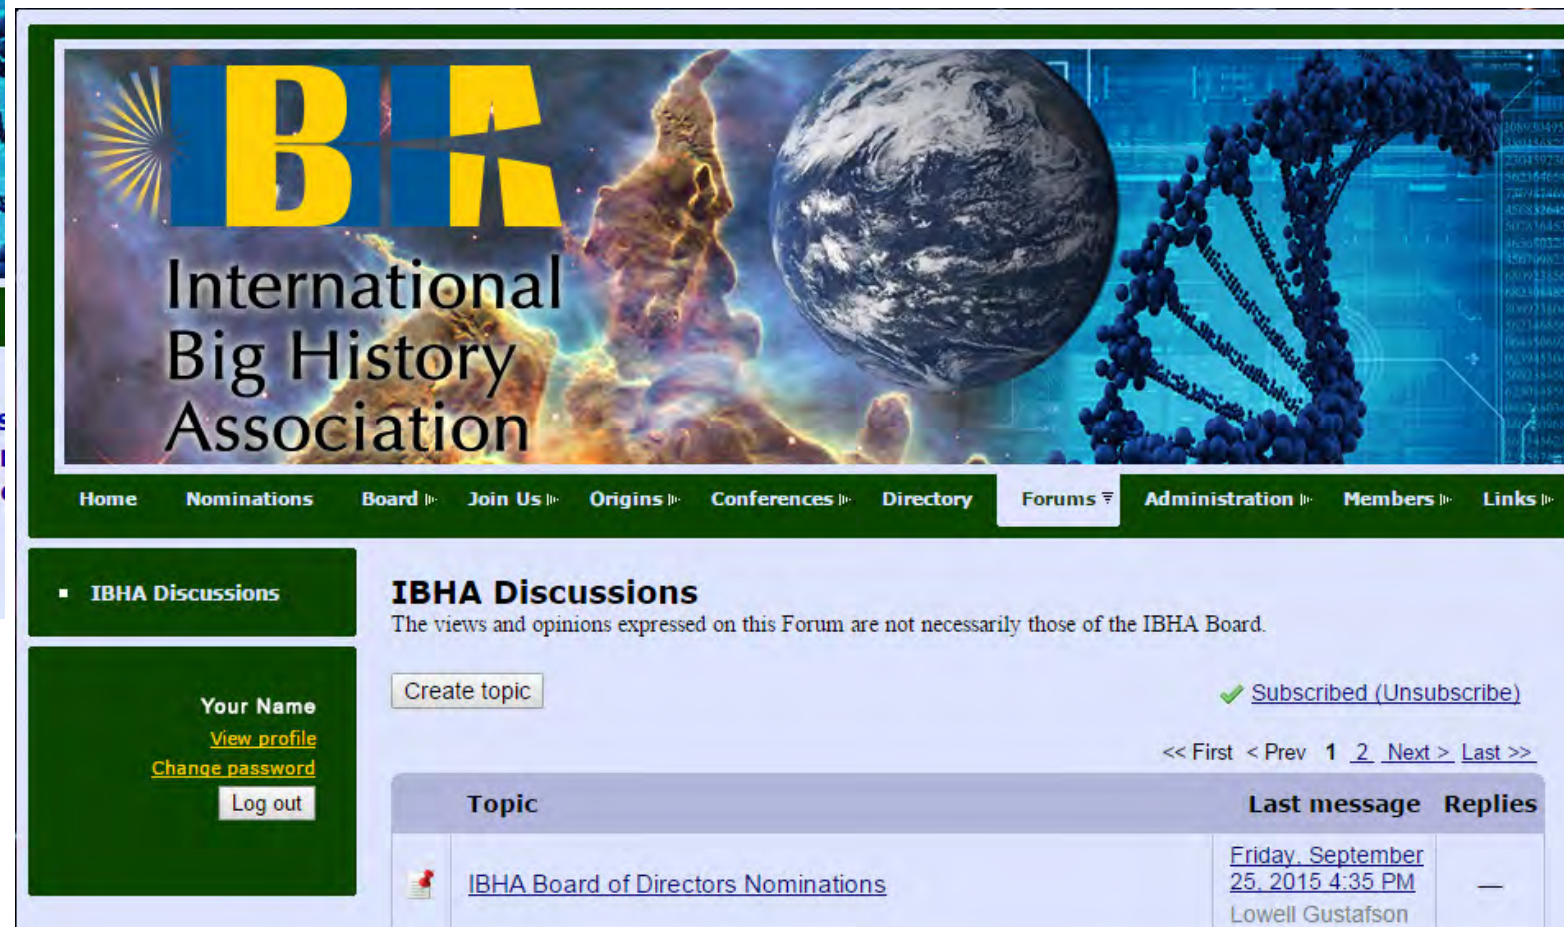 IBHA
International
Big History
Association
Home Nominations Board Join Us Origins Conferences Directory Forums Administration Members Links
IBHA Discussions
Your Name
View profile
Change password
Log out
IBHA Discussions
The views and opinions expressed on this Forum are not necessarily those of the IBHA Board.
Create topic
Subscribed (Unsubscribe)
<< First < Prev 1 2 Next > Last >>
Topic Last message Replies
IBHA Board of Directors Nominations
Friday, September
25, 2015 4:35 PM
Lowell Gustafson
—